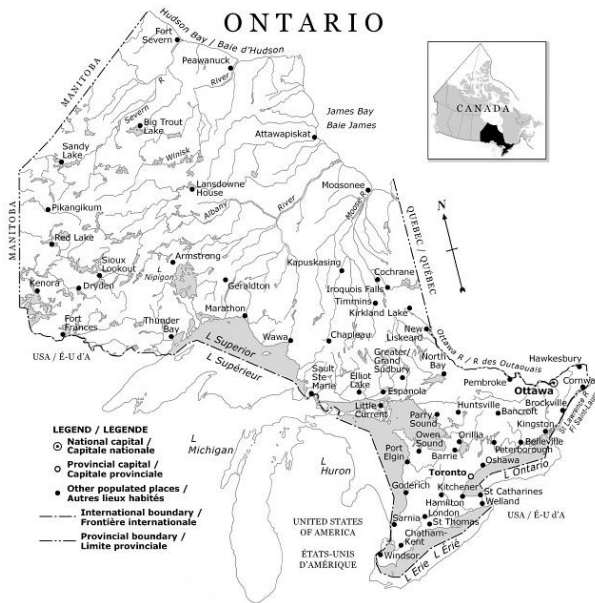 ONTARIO
Hudson Bay / Baie d'Hudson
Fort
Severn
Peawanuck
MANITOBA
River
R
Severn
James Bay
Baie James
CANADA
Big Trout
Lake
Attawapiskat
Sandy
Lake
Winisk
Lansdowne
House
Moosonee
Albany
River
Moose R
Pikangikum
MANITOBA
QUEBEC / QUÉBEC
N
Red Lake
Armstrong
Sioux
Lookout
L
Nipigon
Kapuskasing
Cochrane
Kenora
Dryden
Geraldton
Iroquois Falls
Timmins
Kirkland Lake
Marathon
Fort
Frances
Thunder
Bay
New
Liskeard
Wawa
Chapleau
Ottawa R / R des Outaouais
USA / É-U d'A
L Superior
L Supérieur
Greater/
Grand
Sudbury
North
Bay
Hawkesbury
Sault
Ste
Marie
Elliot
Lake
Espanola
Pembroke
Ottawa
Cornwa
Little
Current
Huntsville
Brockville
St Lawrence R
St-Laur
Parry
Sound
Bancroft
Kingston
LEGEND / LEGENDE
National capital /
Capitale nationale
Provincial capital /
Capitale provinciale
Other populated places /
Autres lieux habités
International boundary /
Frontière internationale
Provincial boundary /
Limite provinciale
L
Michigan
L
Huron
Owen
Sound
Orillia
Belleville
Port
Elgin
Barrie
Peterborough
Oshawa
Toronto
L Ontario
Goderich
Kitchener
St Catharines
Hamilton
Welland
Sarnia
London
St Thomas
USA / É-U d'A
UNITED STATES
OF AMERICA
Chatham-
Kent
ÉTATS-UNIS
D'AMÉRIQUE
Windsor
L Erie
L Érié